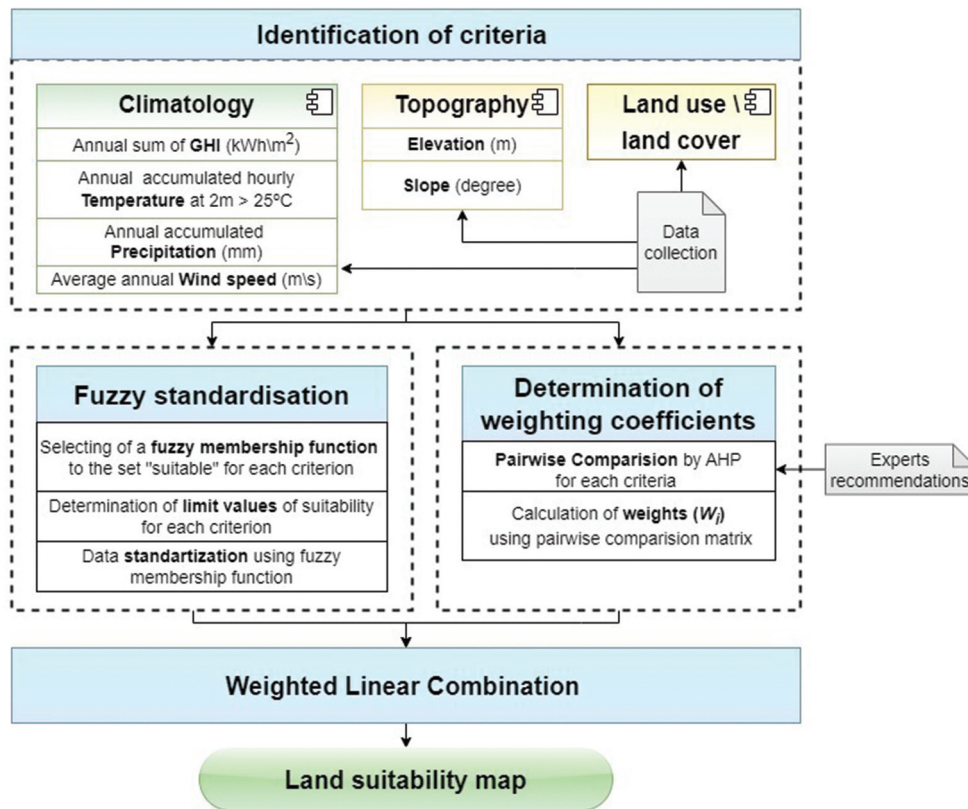 Identification of criteria
Climatology
Annual sum of GHI (kWh\m²)
Annual accumulated hourly
Temperature at 2m > 25ºC
Annual accumulated
Precipitation (mm)
Average annual Wind speed (m\s)
Topography
Elevation (m)
Slope (degree)
Land use \
land cover
Data
collection
Fuzzy standardisation
Selecting of a fuzzy membership function
to the set "suitable" for each criterion
Determination of limit values of suitability
for each criterion
Data standartization using fuzzy
membership function
Determination of
weighting coefficients
Pairwise Comparision by AHP
for each criteria
Calculation of weights (Wᵢ)
using pairwise comparision matrix
Experts
recommendations
Weighted Linear Combination
Land suitability map